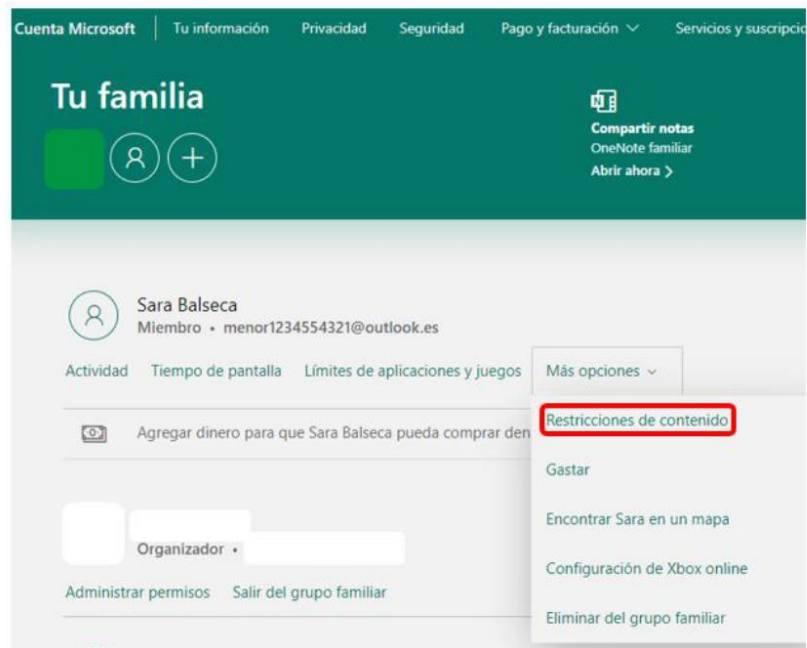 Cuenta Microsoft Tu información Privacidad Seguridad Pago y facturación Servicios y
Tu familia
Compartir notas
OneNote familiar
Abrir ahora
Sara Balseca
Miembro • menor1234554321@outlook.es
Actividad Tiempo de pantalla Límites de aplicaciones y juegos Más opciones
Restricciones de contenido
Agregar dinero para que Sara Balseca pueda comprar
Gastar
Encontrar Sara en un mapa
Organizador •
Configuración de Xbox online
Administrar permisos Salir del grupo familiar
Eliminar del grupo familiar